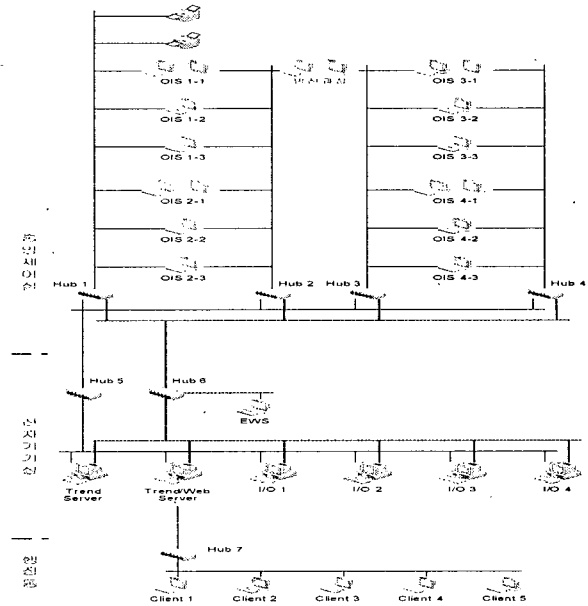 OIS 1-1
OIS 3-1
OIS 1-2
OIS 3-2
OIS 1-3
OIS 3-3
OIS 2-1
OIS 4-1
OIS 2-2
OIS 4-2
OIS 2-3
OIS 4-3
Hub 1
Hub 2
Hub 3
Hub 4
Hub 5
Hub 6
EWS
Trend Server
Trend/Web Server
I/O 1
I/O 2
I/O 3
I/O 4
Hub 7
Client 1
Client 2
Client 3
Client 4
Client 5